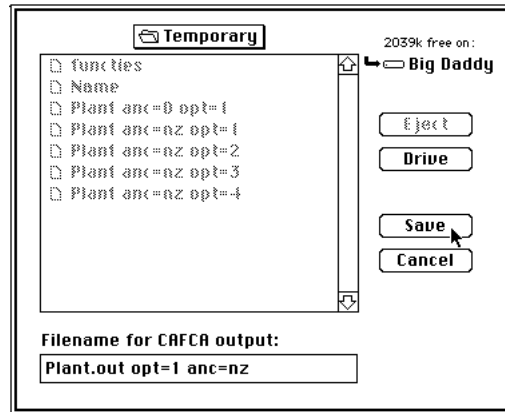 Temporary
2039k free on:
Big Daddy
functies
Name
Plant anc=0 opt=1
Plant anc=nz opt=1
Plant anc=nz opt=2
Plant anc=nz opt=3
Plant anc=nz opt=4
Eject
Drive
Save
Cancel
Filename for CAFCA output:
Plant.out opt=1 anc=nz